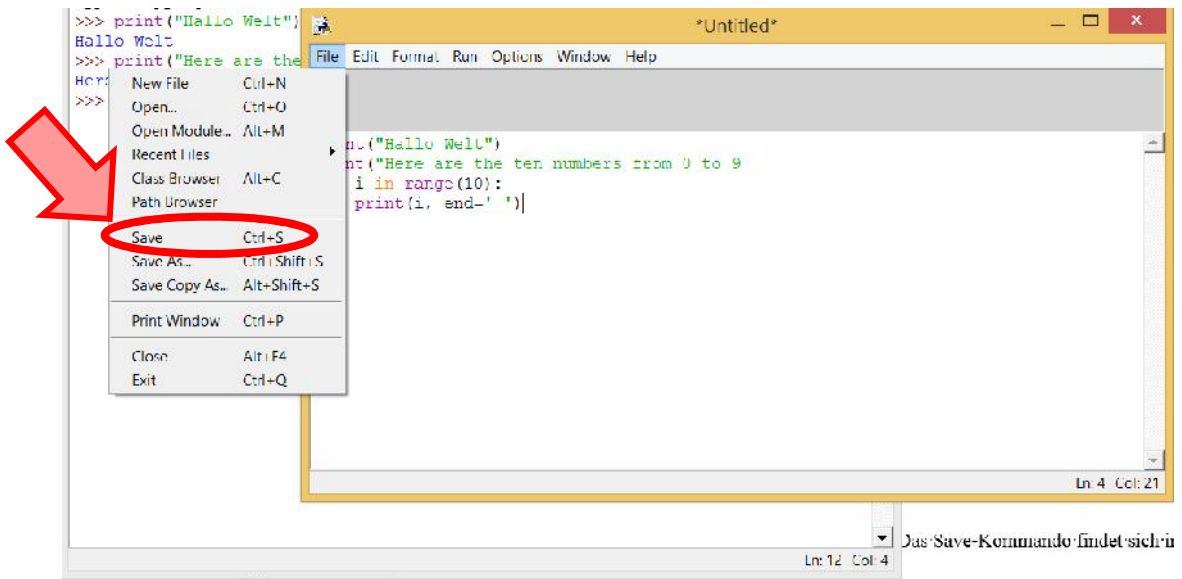 >>> print("Hallo Welt")
Hallo Welt
>>> print("Here are the
Here
>>>
*Untitled*
File Edit Format Run Options Window Help
New File Ctrl+N
Open... Ctrl+O
Open Module... Alt+M
Recent Files
Class Browser Alt+C
Path Browser
Save Ctrl+S
Save As... Ctrl+Shift+S
Save Copy As... Alt+Shift+S
Print Window Ctrl+P
Close Alt+F4
Exit Ctrl+Q
nt("Hallo Welt")
nt("Here are the ten numbers from 0 to 9
i in range(10):
print(i, end=' ')
Ln: 4 Col: 21
Ln: 12 Col: 4
Das Save-Kommando findet sich in